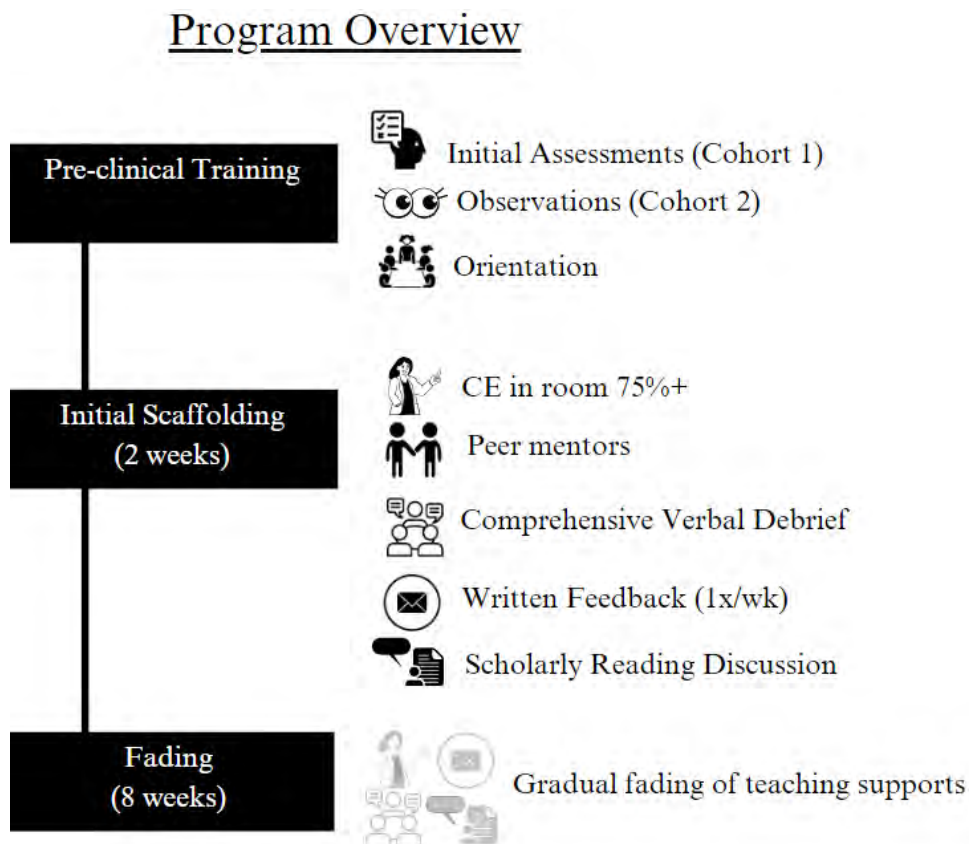 Program Overview
Pre-clinical Training
Initial Assessments (Cohort 1)
Observations (Cohort 2)
Orientation
Initial Scaffolding
(2 weeks)
CE in room 75%+
Peer mentors
Comprehensive Verbal Debrief
Written Feedback (1x/wk)
Scholarly Reading Discussion
Fading
(8 weeks)
Gradual fading of teaching supports